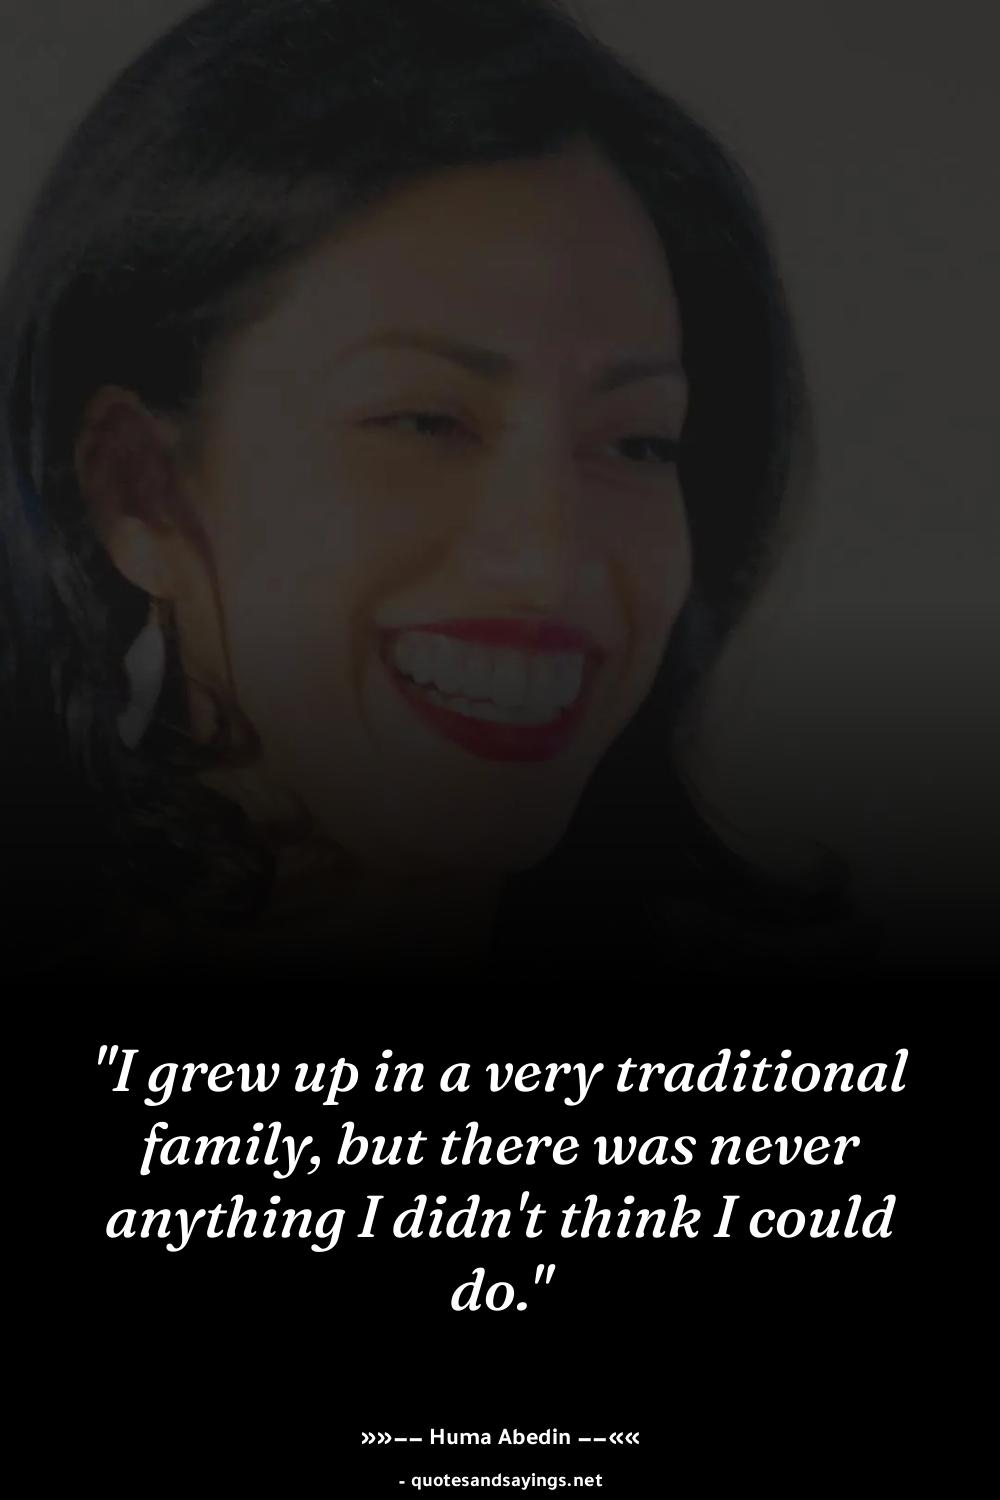 "I grew up in a very traditional
family, but there was never
anything I didn't think I could
do."
»»−− Huma Abedin −−««
- quotesandsayings.net